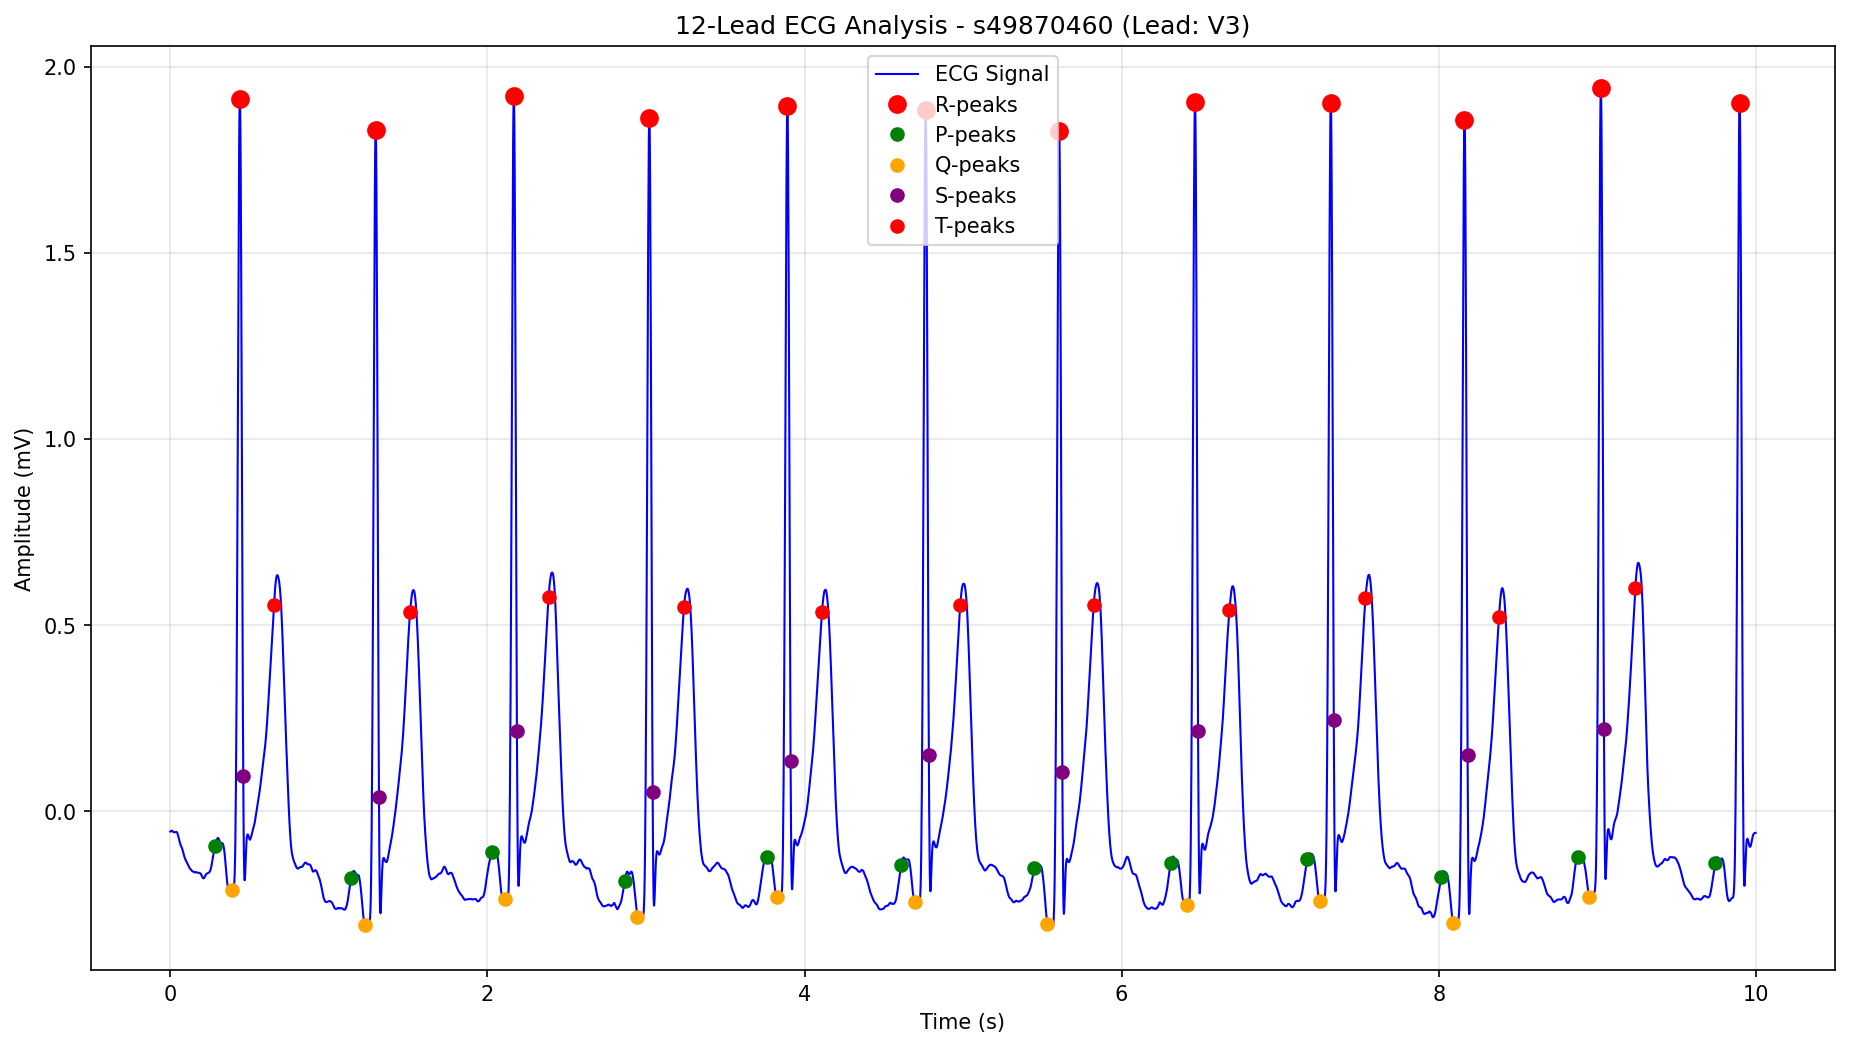 12-Lead ECG Analysis - s49870460 (Lead: V3)
ECG Signal
R-peaks
P-peaks
Q-peaks
S-peaks
T-peaks
Amplitude (mV)
2.0
1.5
1.0
0.5
0.0
0
2
4
6
8
10
Time (s)